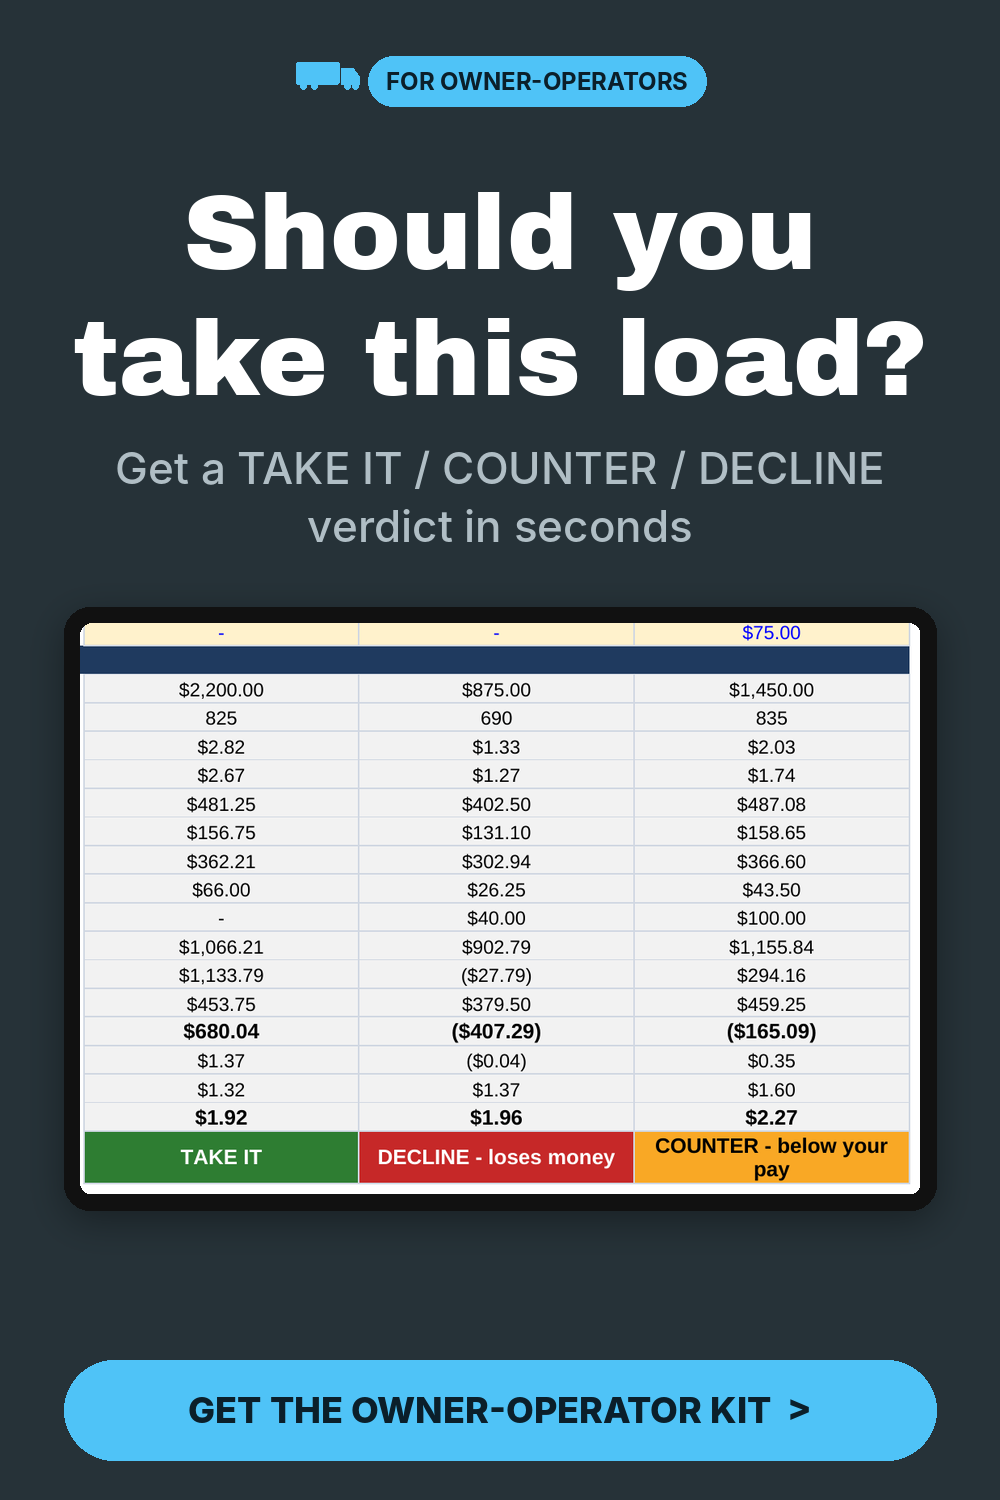 FOR OWNER-OPERATORS
Should you
take this load?
Get a TAKE IT / COUNTER / DECLINE
verdict in seconds
- - $75.00
$2,200.00 $875.00 $1,450.00
825 690 835
$2.82 $1.33 $2.03
$2.67 $1.27 $1.74
$481.25 $402.50 $487.08
$156.75 $131.10 $158.65
$362.21 $302.94 $366.60
$66.00 $26.25 $43.50
- $40.00 $100.00
$1,066.21 $902.79 $1,155.84
$1,133.79 ($27.79) $294.16
$453.75 $379.50 $459.25
$680.04 ($407.29) ($165.09)
$1.37 ($0.04) $0.35
$1.32 $1.37 $1.60
$1.92 $1.96 $2.27
TAKE IT DECLINE - loses money COUNTER - below your
pay
GET THE OWNER-OPERATOR KIT >